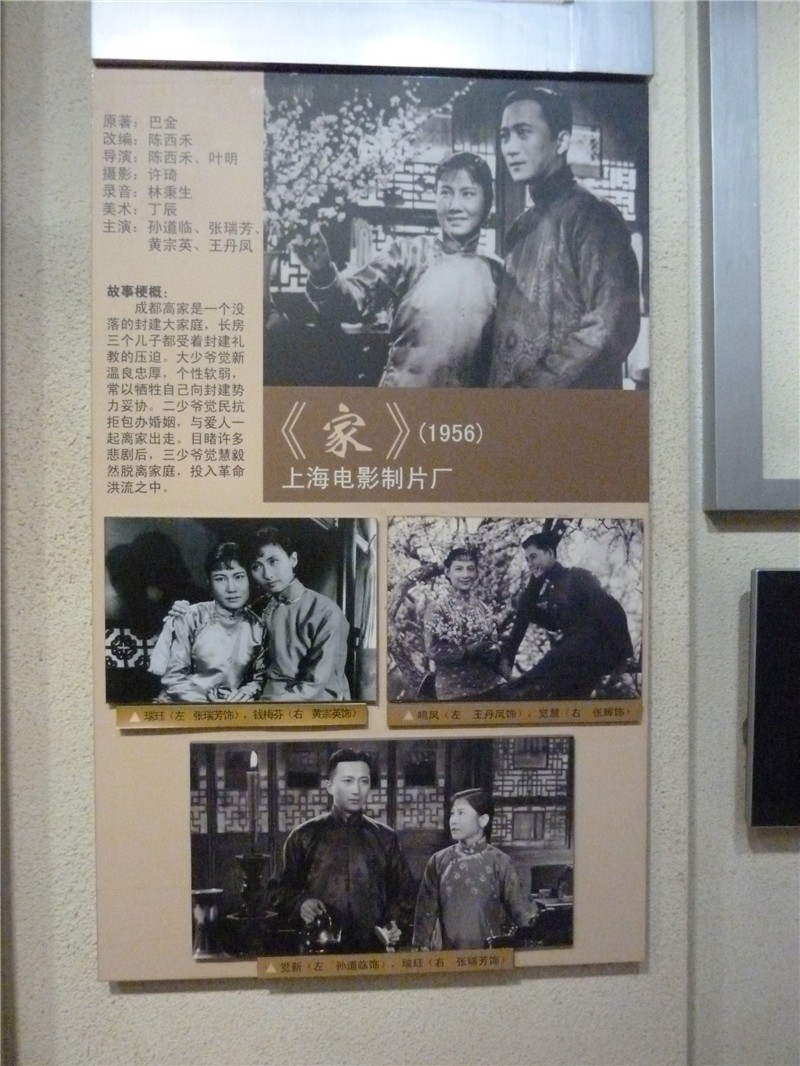 原著：巴金
改编：陈西禾
导演：陈西禾、叶明
摄影：许琦
录音：林秉生
美术：丁辰
主演：孙道临、张瑞芳、
黄宗英、王丹凤
故事梗概：
成都高家是一个没
落的封建大家庭，长房
三个儿子都受着封建礼
教的压迫。大少爷觉新
温良忠厚，个性软弱，
常以牺牲自己向封建势
力妥协。二少爷觉民抗
拒包办婚姻，与爱人一
起离家出走。目睹许多
悲剧后，三少爷觉慧毅
然脱离家庭，投入革命
洪流之中。
《家》(1956)
上海电影制片厂
瑞珏（左 张瑞芳饰），钱梅芬（右 黄宗英饰）
鸣凤（左 王丹凤饰），觉慧（右 张辉饰）
觉新（左 孙道临饰），瑞珏（右 张瑞芳饰）